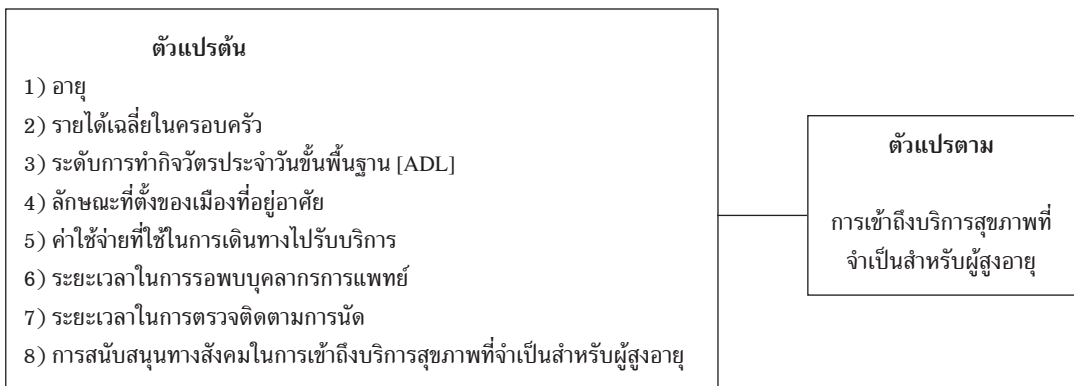 ตัวแปรต้น
1) อายุ
2) รายได้เฉลี่ยในครอบครัว
3) ระดับการทำกิจวัตรประจำวันขั้นพื้นฐาน [ADL]
4) ลักษณะที่ตั้งของเมืองที่อยู่อาศัย
5) ค่าใช้จ่ายที่ใช้ในการเดินทางไปรับบริการ
6) ระยะเวลาในการรอพบบุคลากรการแพทย์
7) ระยะเวลาในการตรวจติดตามการนัด
8) การสนับสนุนทางสังคมในการเข้าถึงบริการสุขภาพที่จำเป็นสำหรับผู้สูงอายุ
ตัวแปรตาม
การเข้าถึงบริการสุขภาพที่
จำเป็นสำหรับผู้สูงอายุ